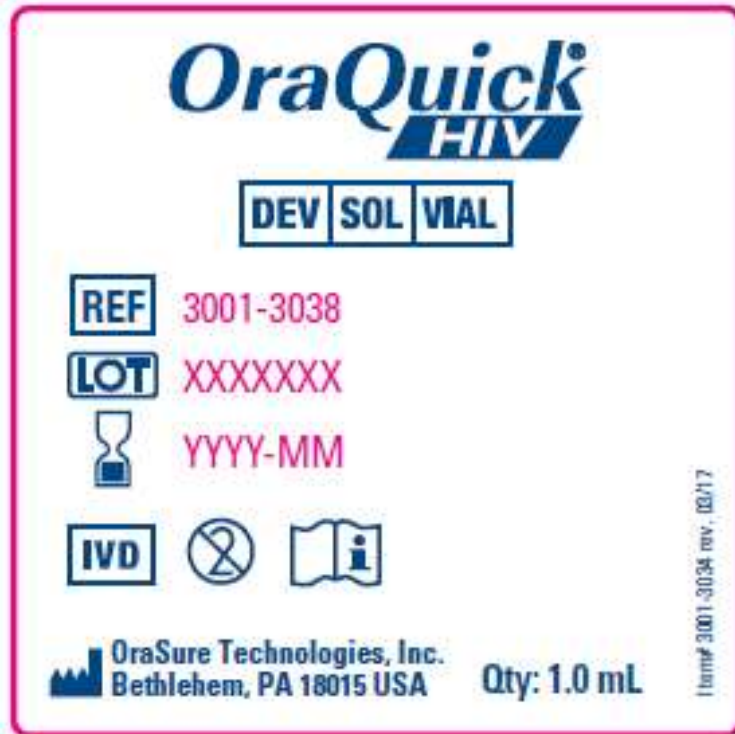 OraQuick®
HIV
DEV SOL VIAL
REF 3001-3038
LOT XXXXXXX
YYYY-MM
IVD 2 i
OraSure Technologies, Inc.
Bethlehem, PA 18015 USA
Qty: 1.0 mL
Item# 3001-3034 rev. 03/17